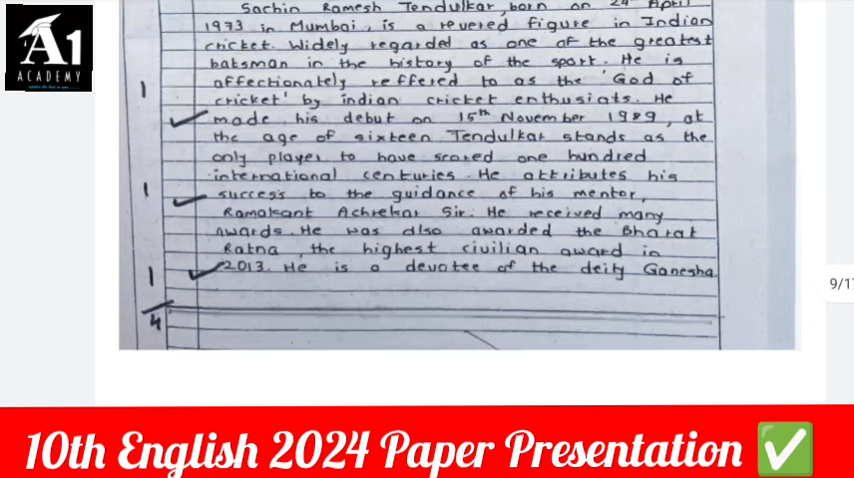 A1
ACADEMY
Sachin Ramesh Tendulkar, born on 24th April
1973 in Mumbai, is a revered figure in Indian
cricket. Widely regarded as one of the greatest
batsman in the history of the sport. He is
affectionately reffered to as the 'God of
cricket' by indian cricket enthusiats. He
made his debut on 15th November 1989, at
the age of sixteen Tendulkar stands as the
only player to have scored one hundred
international centuries. He attributes his
success to the guidance of his mentor,
Ramakant Achrekar Sir. He received many
awards. He was also awarded the Bharat
Ratna, the highest civilian award in
2013. He is a devotee of the deity Ganesha
1
1
1
4
9/17
10th English 2024 Paper Presentation